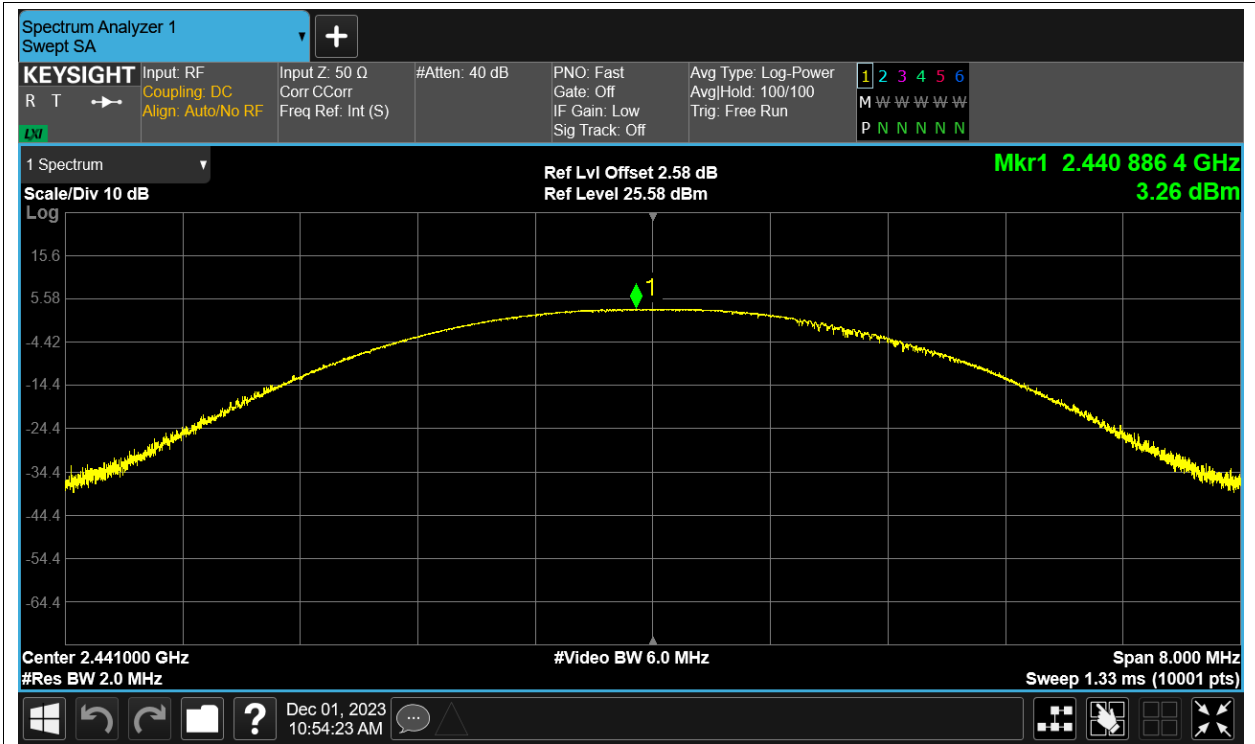 Spectrum Analyzer 1
Swept SA
KEYSIGHT
R T
LXI
Input: RF
Coupling: DC
Align: Auto/No RF
Input Z: 50 Ω
Corr CCorr
Freq Ref: Int (S)
#Atten: 40 dB
PNO: Fast
Gate: Off
IF Gain: Low
Sig Track: Off
Avg Type: Log-Power
Avg|Hold: 100/100
Trig: Free Run
1 2 3 4 5 6
M W W W W W
P N N N N N
1 Spectrum
Scale/Div 10 dB
Log
Ref Lvl Offset 2.58 dB
Ref Level 25.58 dBm
Mkr1 2.440 886 4 GHz
3.26 dBm
15.6
5.58
-4.42
-14.4
-24.4
-34.4
-44.4
-54.4
-64.4
1
Center 2.441000 GHz
#Res BW 2.0 MHz
#Video BW 6.0 MHz
Span 8.000 MHz
Sweep 1.33 ms (10001 pts)
?
Dec 01, 2023
10:54:23 AM